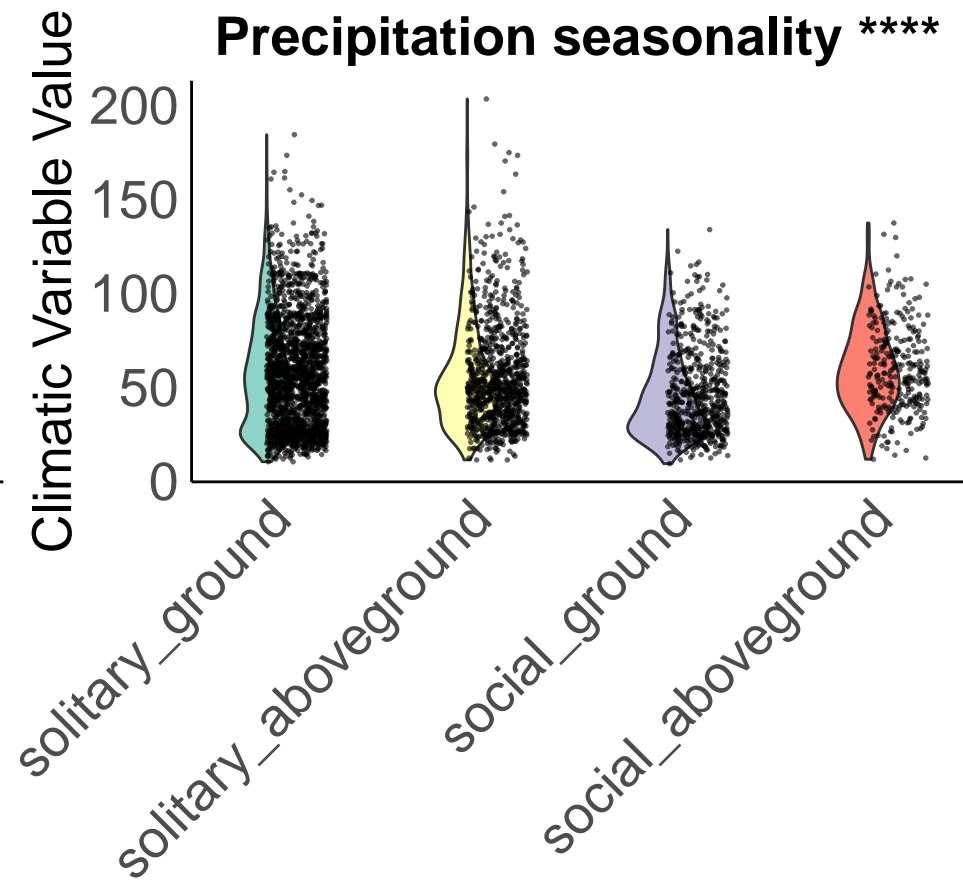 Precipitation seasonality ****
Climatic Variable Value
200
150
100
50
0
solitary_ground
solitary_aboveground
social_ground
social_aboveground